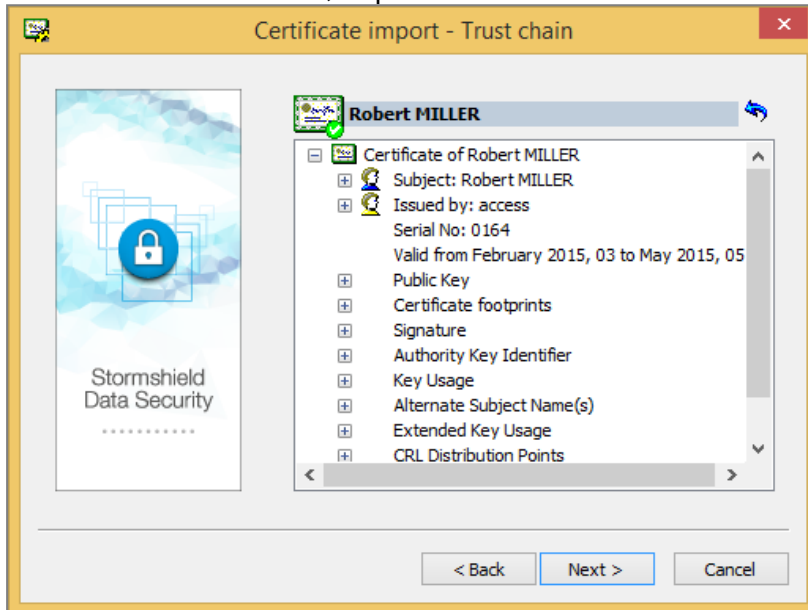 Certificate import - Trust chain
Robert MILLER
Certificate of Robert MILLER
Subject: Robert MILLER
Issued by: access
Serial No: 0164
Valid from February 2015, 03 to May 2015, 05
Public Key
Certificate footprints
Signature
Authority Key Identifier
Key Usage
Alternate Subject Name(s)
Extended Key Usage
CRL Distribution Points
Stormshield
Data Security
< Back
Next >
Cancel